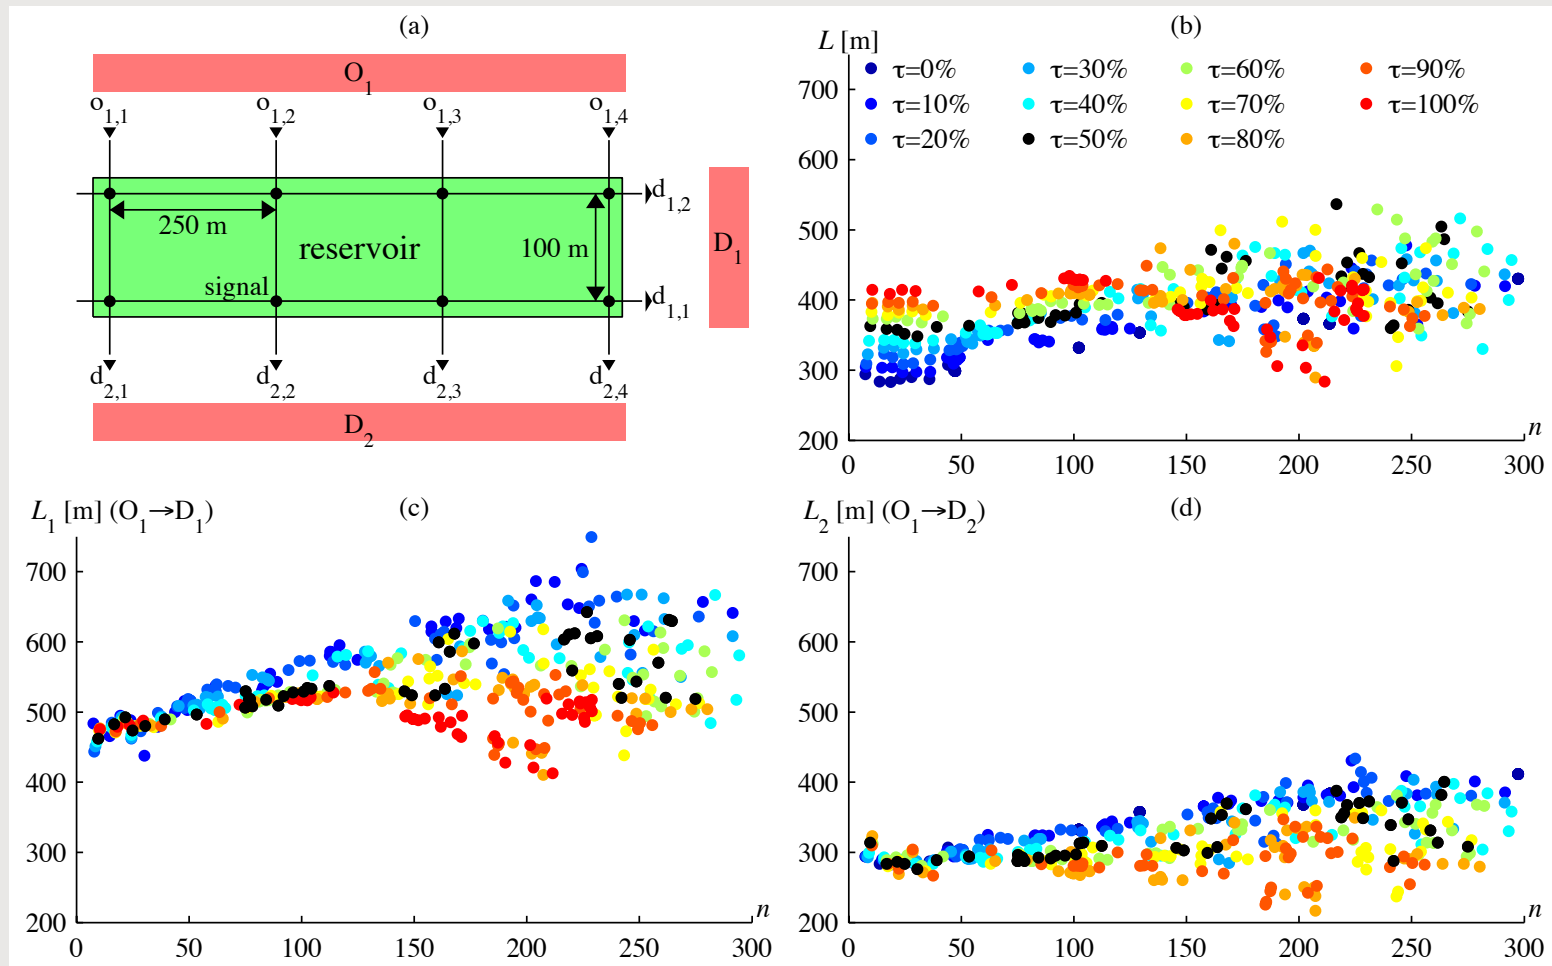 (a)
O1
o1,1 o1,2 o1,3 o1,4
d1,2
250 m
reservoir 100 m
D1
signal
d1,1
d2,1 d2,2 d2,3 d2,4
D2
(b)
L [m]
τ=0% τ=30% τ=60% τ=90%
τ=10% τ=40% τ=70% τ=100%
τ=20% τ=50% τ=80%
700
600
500
400
300
200
n
0 50 100 150 200 250 300
(c)
L1 [m] (O1→D1)
700
600
500
400
300
200
n
0 50 100 150 200 250 300
(d)
L2 [m] (O1→D2)
700
600
500
400
300
200
n
0 50 100 150 200 250 300